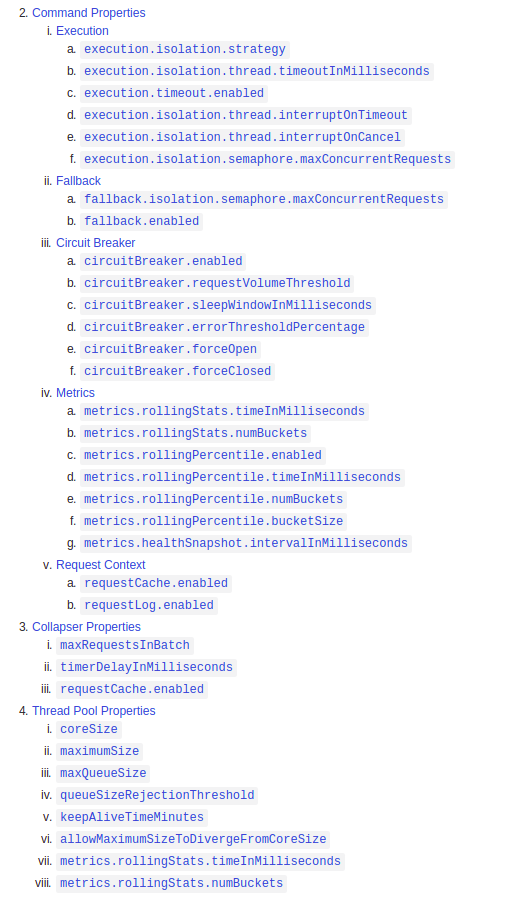 2. Command Properties
i. Execution
a. execution.isolation.strategy
b. execution.isolation.thread.timeoutInMilliseconds
c. execution.timeout.enabled
d. execution.isolation.thread.interruptOnTimeout
e. execution.isolation.thread.interruptOnCancel
f. execution.isolation.semaphore.maxConcurrentRequests
ii. Fallback
a. fallback.isolation.semaphore.maxConcurrentRequests
b. fallback.enabled
iii. Circuit Breaker
a. circuitBreaker.enabled
b. circuitBreaker.requestVolumeThreshold
c. circuitBreaker.sleepWindowInMilliseconds
d. circuitBreaker.errorThresholdPercentage
e. circuitBreaker.forceOpen
f. circuitBreaker.forceClosed
iv. Metrics
a. metrics.rollingStats.timeInMilliseconds
b. metrics.rollingStats.numBuckets
c. metrics.rollingPercentile.enabled
d. metrics.rollingPercentile.timeInMilliseconds
e. metrics.rollingPercentile.numBuckets
f. metrics.rollingPercentile.bucketSize
g. metrics.healthSnapshot.intervalInMilliseconds
v. Request Context
a. requestCache.enabled
b. requestLog.enabled
3. Collapser Properties
i. maxRequestsInBatch
ii. timerDelayInMilliseconds
iii. requestCache.enabled
4. Thread Pool Properties
i. coreSize
ii. maximumSize
iii. maxQueueSize
iv. queueSizeRejectionThreshold
v. keepAliveTimeMinutes
vi. allowMaximumSizeToDivergeFromCoreSize
vii. metrics.rollingStats.timeInMilliseconds
viii. metrics.rollingStats.numBuckets